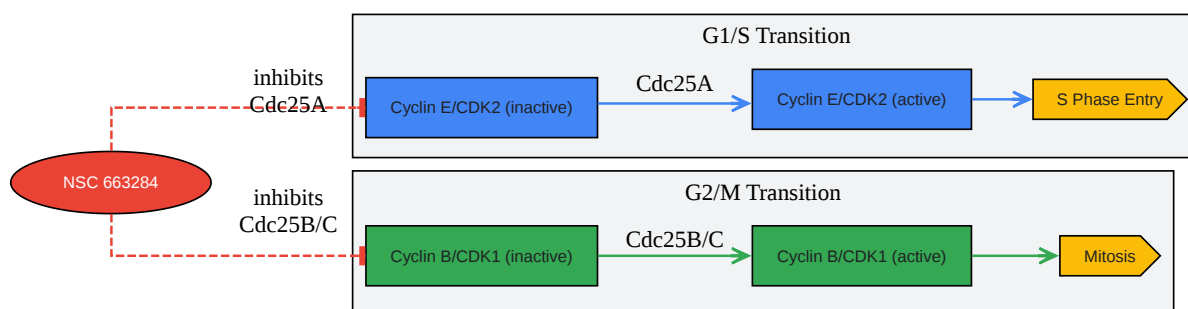 G1/S Transition
inhibits
Cdc25A
Cyclin E/CDK2 (inactive)
Cdc25A
Cyclin E/CDK2 (active)
S Phase Entry
NSC 663284
G2/M Transition
inhibits
Cdc25B/C
Cyclin B/CDK1 (inactive)
Cdc25B/C
Cyclin B/CDK1 (active)
Mitosis